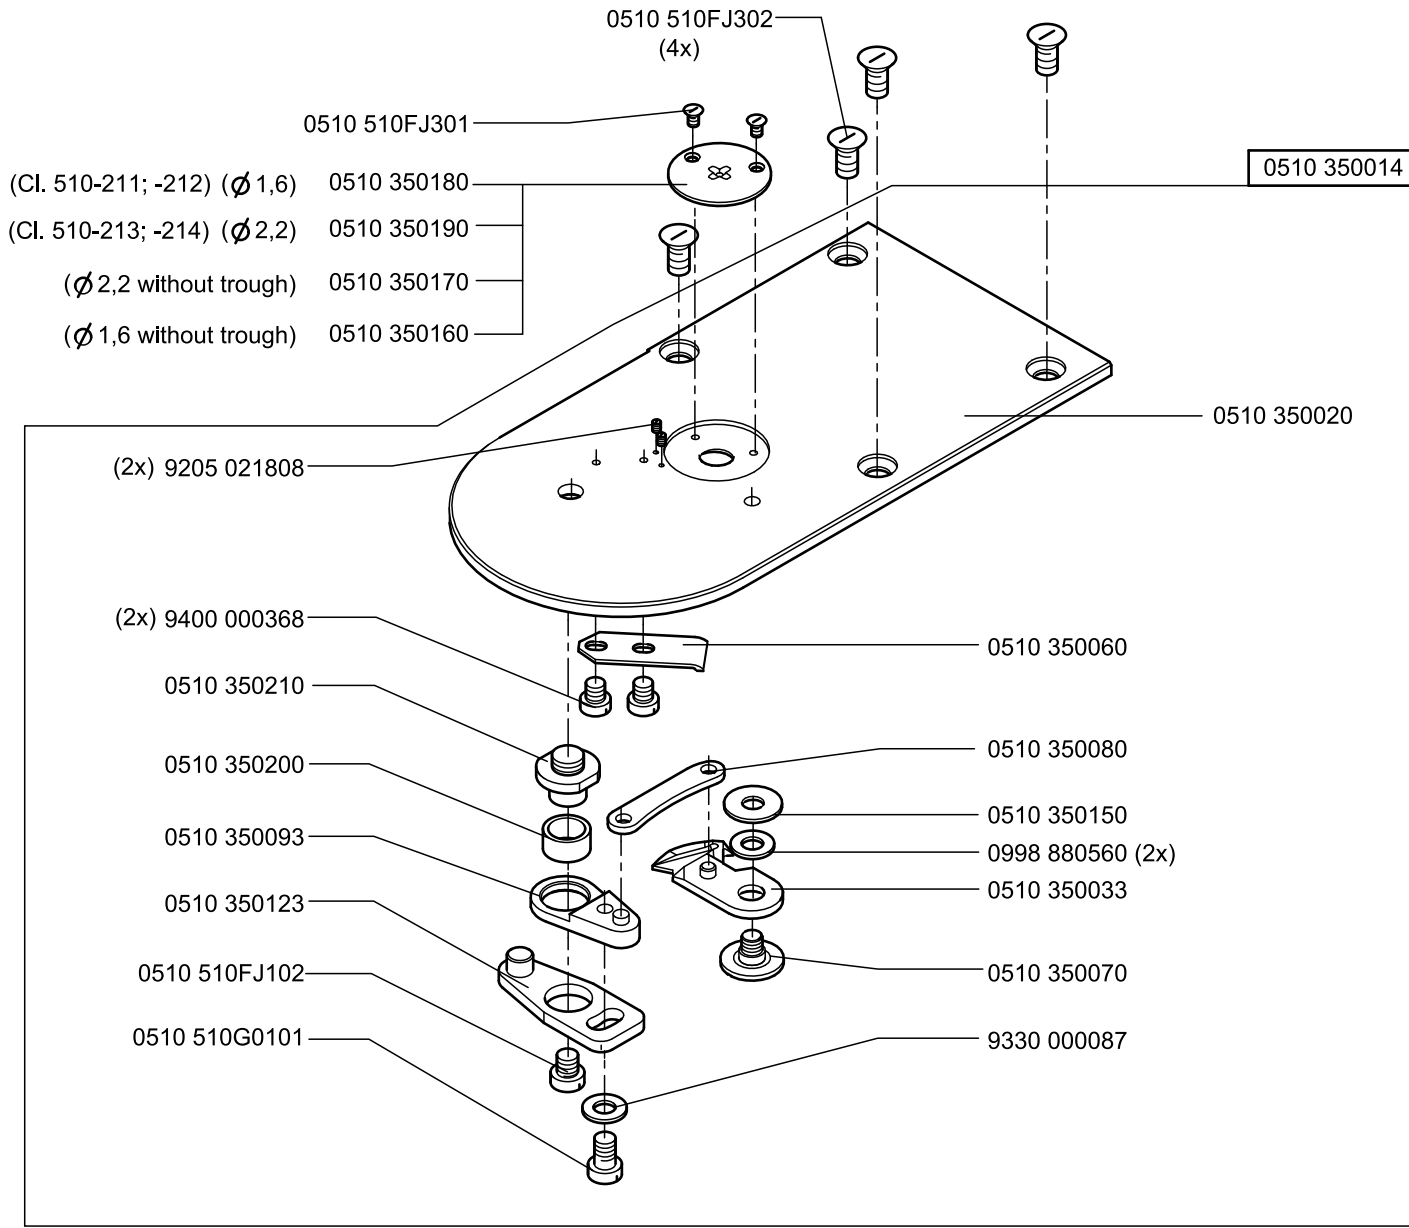 0510 510FJ302
(4x)
0510 510FJ301
0510 350014
(Cl. 510-211; -212) (ϕ 1,6) 0510 350180
(Cl. 510-213; -214) (ϕ 2,2) 0510 350190
(ϕ 2,2 without trough) 0510 350170
(ϕ 1,6 without trough) 0510 350160
0510 350020
(2x) 9205 021808
(2x) 9400 000368
0510 350060
0510 350210
0510 350080
0510 350200
0510 350150
0510 350093
0998 880560 (2x)
0510 350033
0510 350123
0510 510FJ102
0510 350070
0510 510G0101
9330 000087